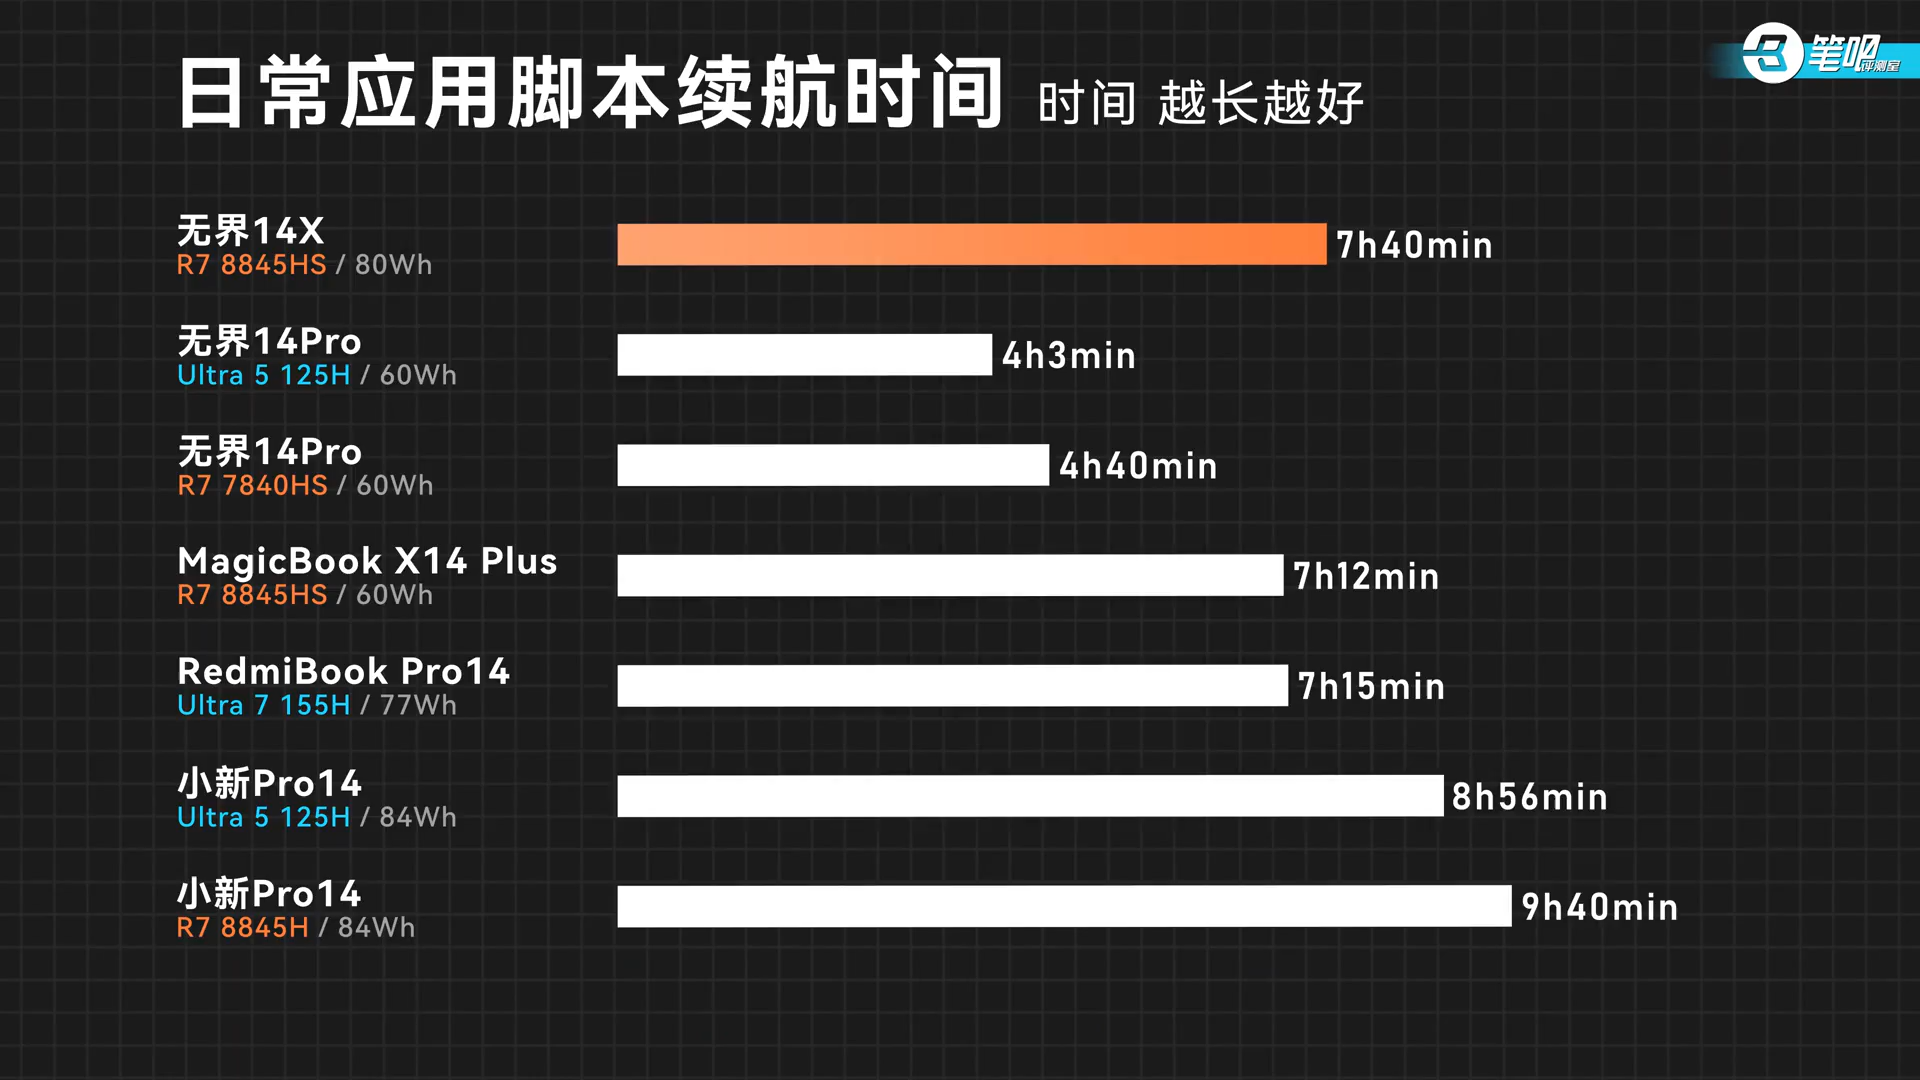 日常应用脚本续航时间 时间 越长越好
笔吧评测室
无界14X
R7 8845HS / 80Wh
7h40min
无界14Pro
Ultra 5 125H / 60Wh
4h3min
无界14Pro
R7 7840HS / 60Wh
4h40min
MagicBook X14 Plus
R7 8845HS / 60Wh
7h12min
RedmiBook Pro14
Ultra 7 155H / 77Wh
7h15min
小新Pro14
Ultra 5 125H / 84Wh
8h56min
小新Pro14
R7 8845H / 84Wh
9h40min